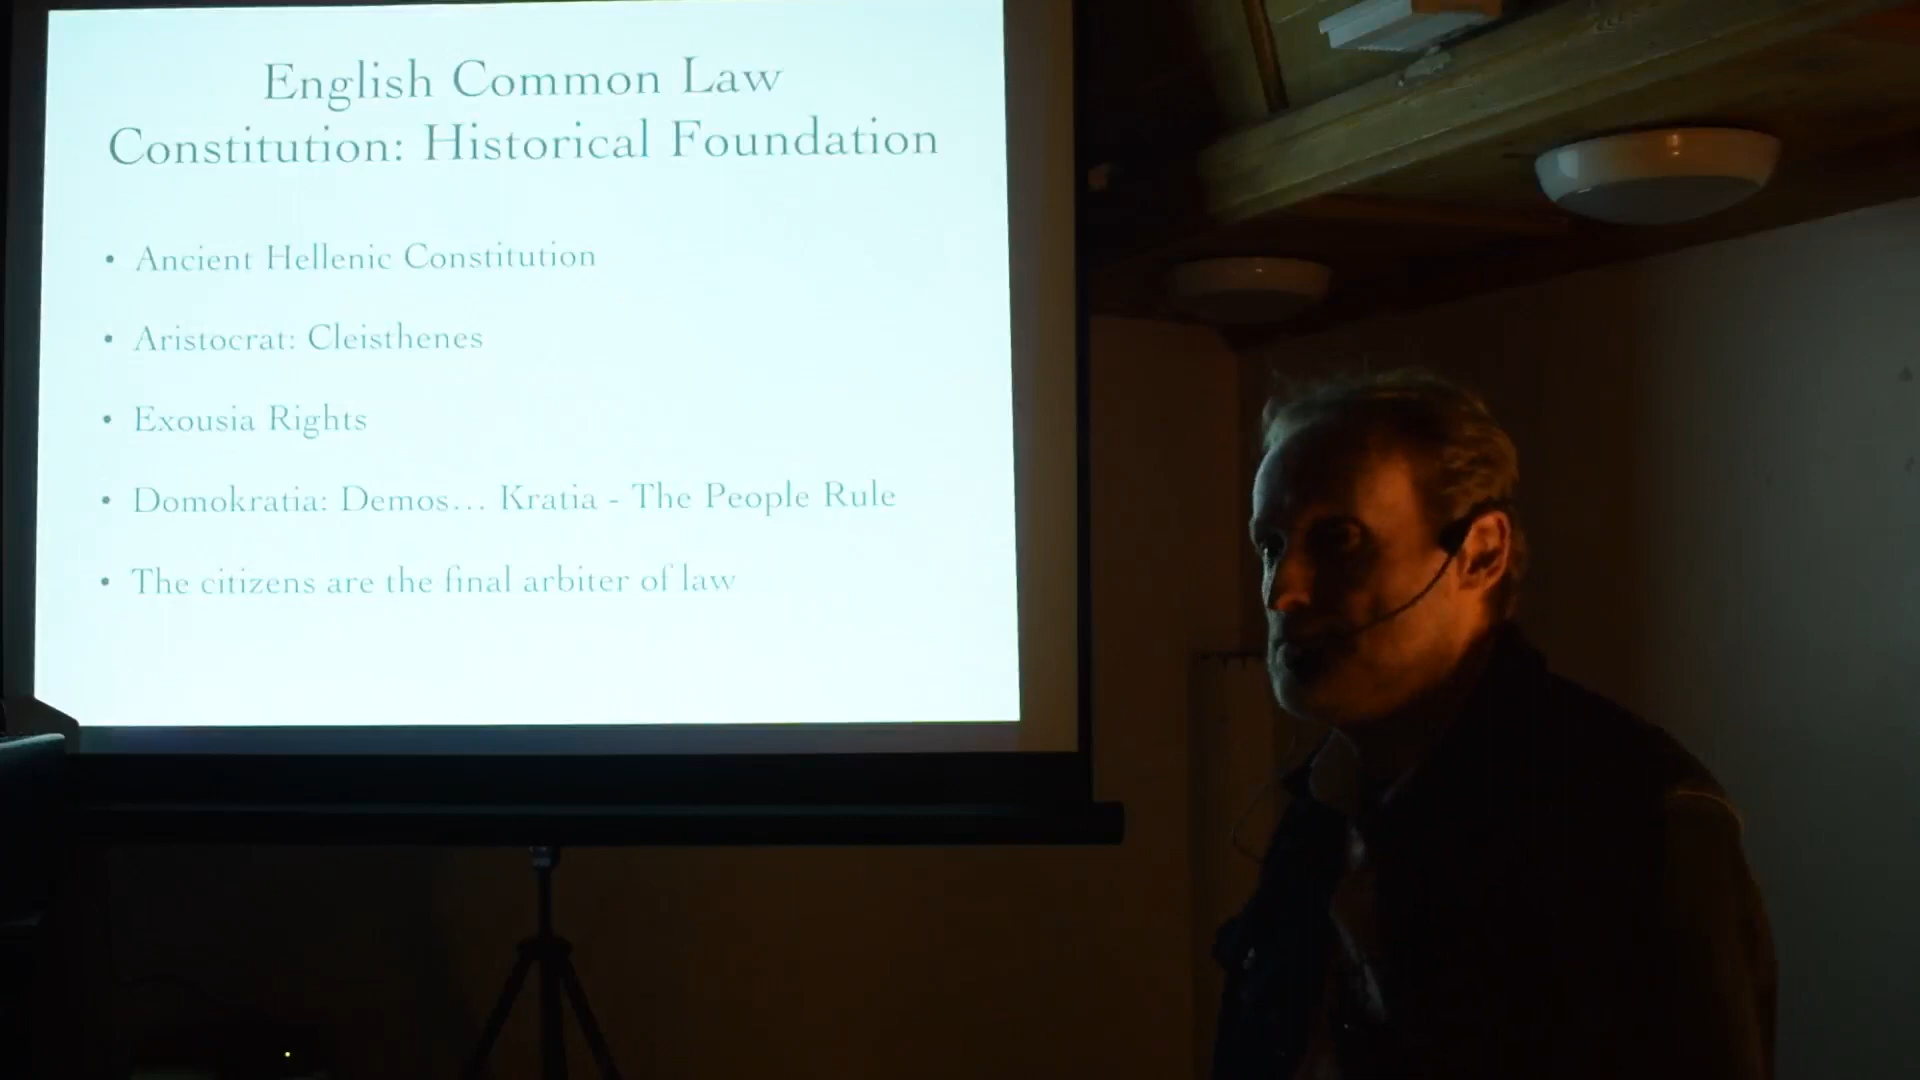 English Common Law
Constitution: Historical Foundation
• Ancient Hellenic Constitution
• Aristocrat: Cleisthenes
• Exousia Rights
• Domokratia: Demos... Kratia - The People Rule
• The citizens are the final arbiter of law